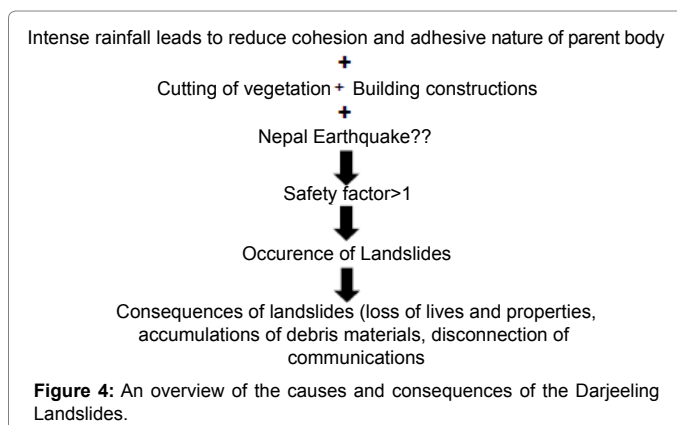 Intense rainfall leads to reduce cohesion and adhesive nature of parent body
+
Cutting of vegetation + Building constructions
+
Nepal Earthquake??
Safety factor>1
Occurence of Landslides
Consequences of landslides (loss of lives and properties,
accumulations of debris materials, disconnection of
communications
Figure 4: An overview of the causes and consequences of the Darjeeling
Landslides.